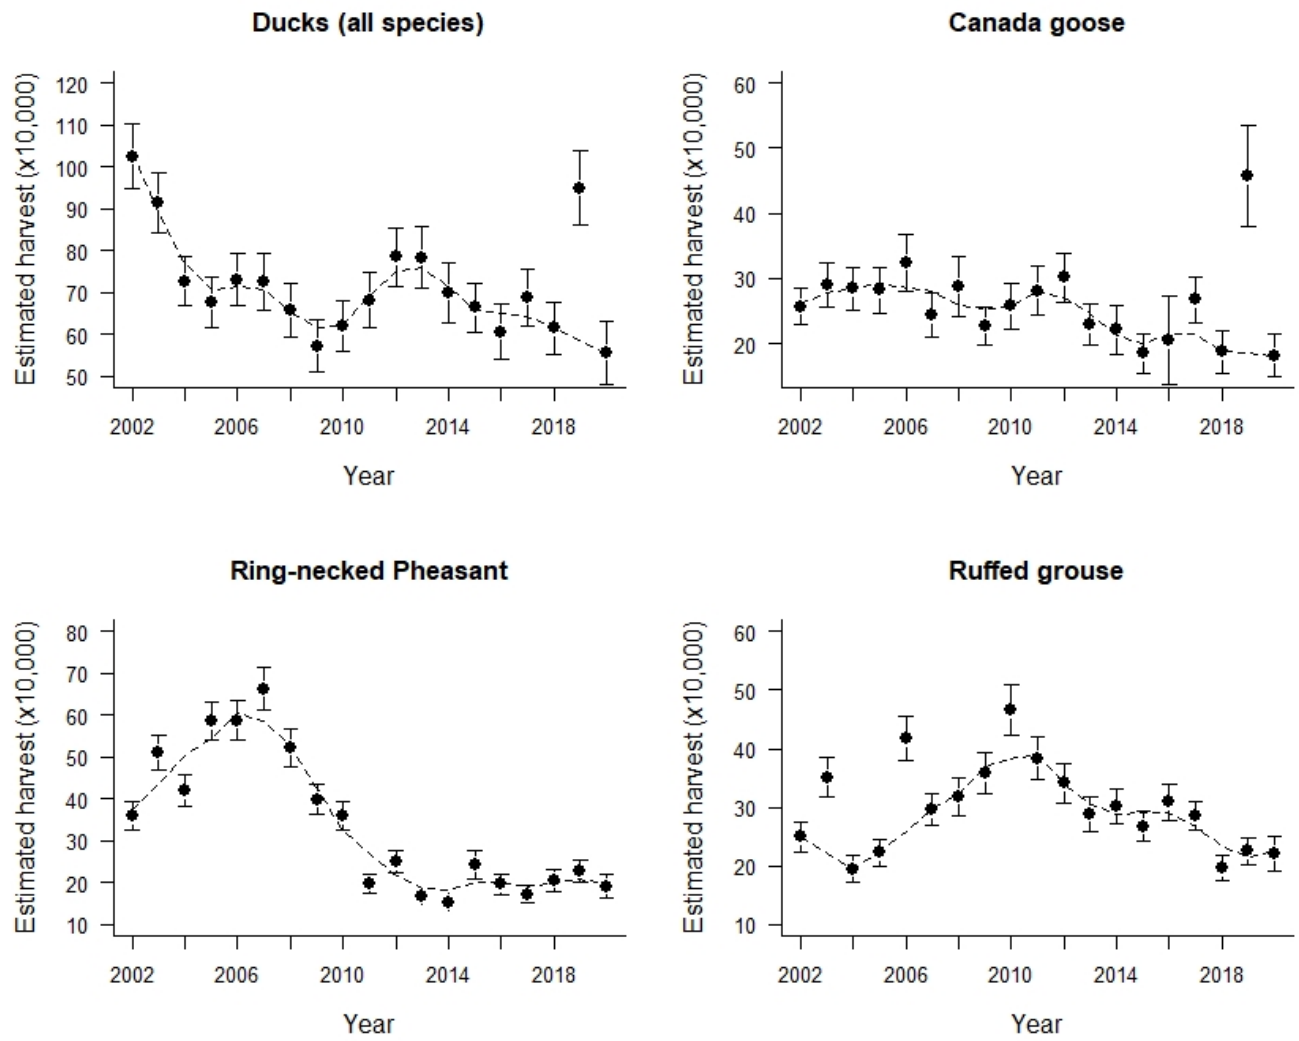 Ducks (all species)
Estimated harvest (x10,000)
120
110
100
90
80
70
60
50
2002 2006 2010 2014 2018
Year
Canada goose
Estimated harvest (x10,000)
60
50
40
30
20
2002 2006 2010 2014 2018
Year
Ring-necked Pheasant
Estimated harvest (x10,000)
80
70
60
50
40
30
20
10
2002 2006 2010 2014 2018
Year
Ruffed grouse
Estimated harvest (x10,000)
60
50
40
30
20
10
2002 2006 2010 2014 2018
Year